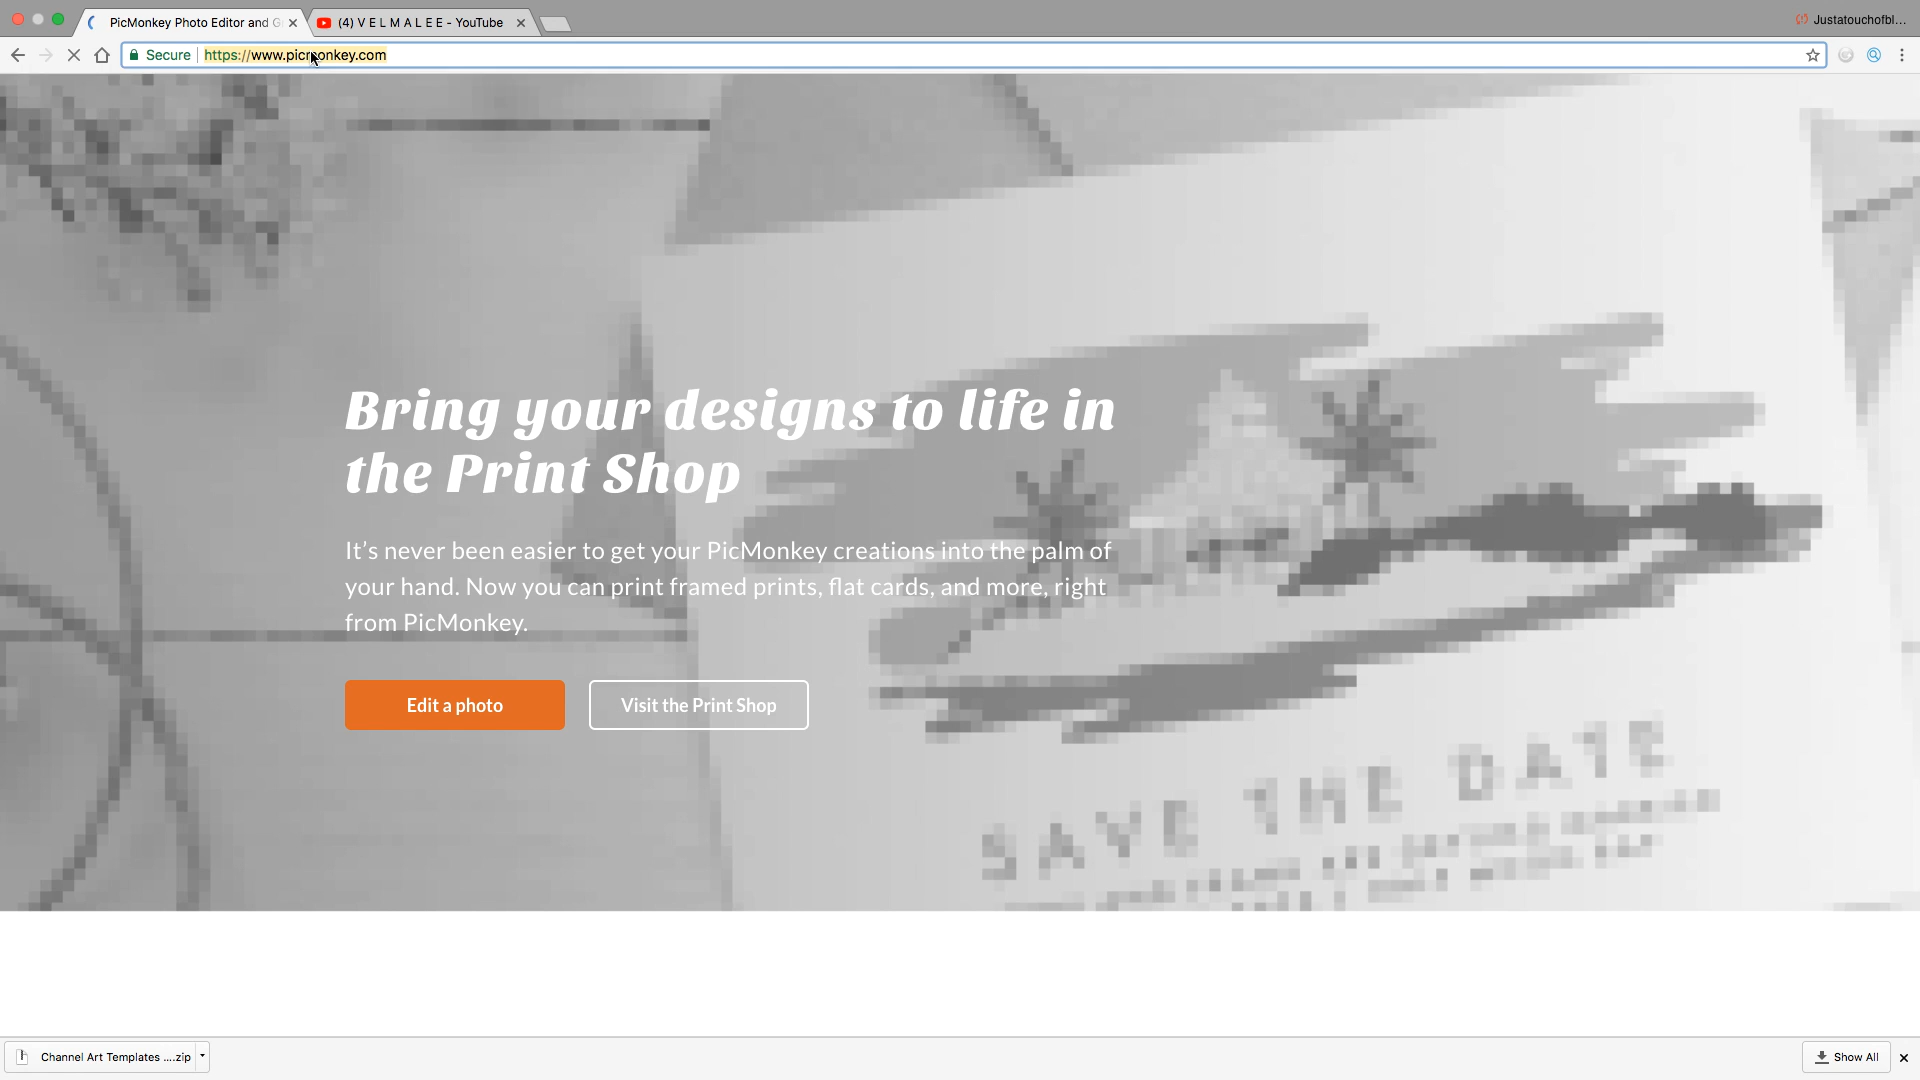 PicMonkey Photo Editor and G
(4) V E L M A L E E - YouTube
Justatouchofbl...
Secure
https://www.picmonkey.com
Bring your designs to life in
the Print Shop
It's never been easier to get your PicMonkey creations into the palm of
your hand. Now you can print framed prints, flat cards, and more, right
from PicMonkey.
Edit a photo
Visit the Print Shop
SAVE THE DATE
Channel Art Templates ....zip
Show All